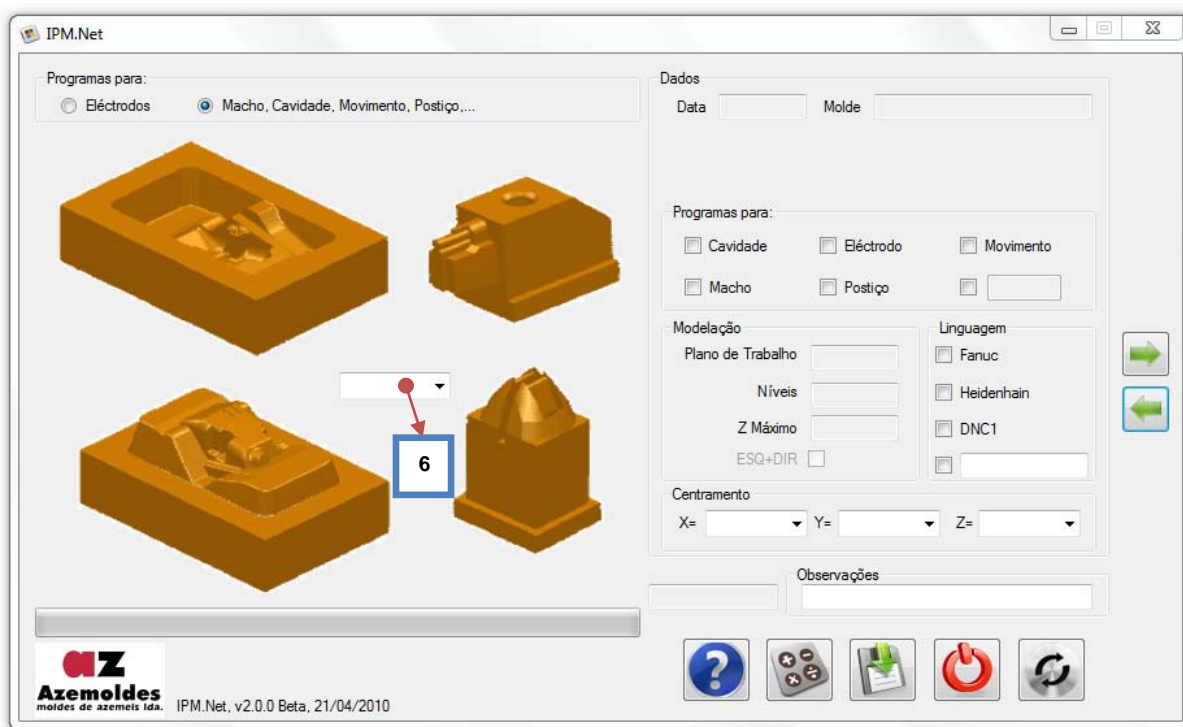 IPM.Net
Programas para:
Eléctrodos
Macho, Cavidade, Movimento, Postiço,...
6
Dados
Data
Molde
Programas para:
Cavidade
Eléctrodo
Movimento
Macho
Postiço
Modelação
Plano de Trabalho
Níveis
Z Máximo
ESQ+DIR
Linguagem
Fanuc
Heidenhain
DNC1
Centramento
X=
Y=
Z=
Observações
az
Azemoldes
moldes de azemeis lda.
IPM.Net, v2.0.0 Beta, 21/04/2010